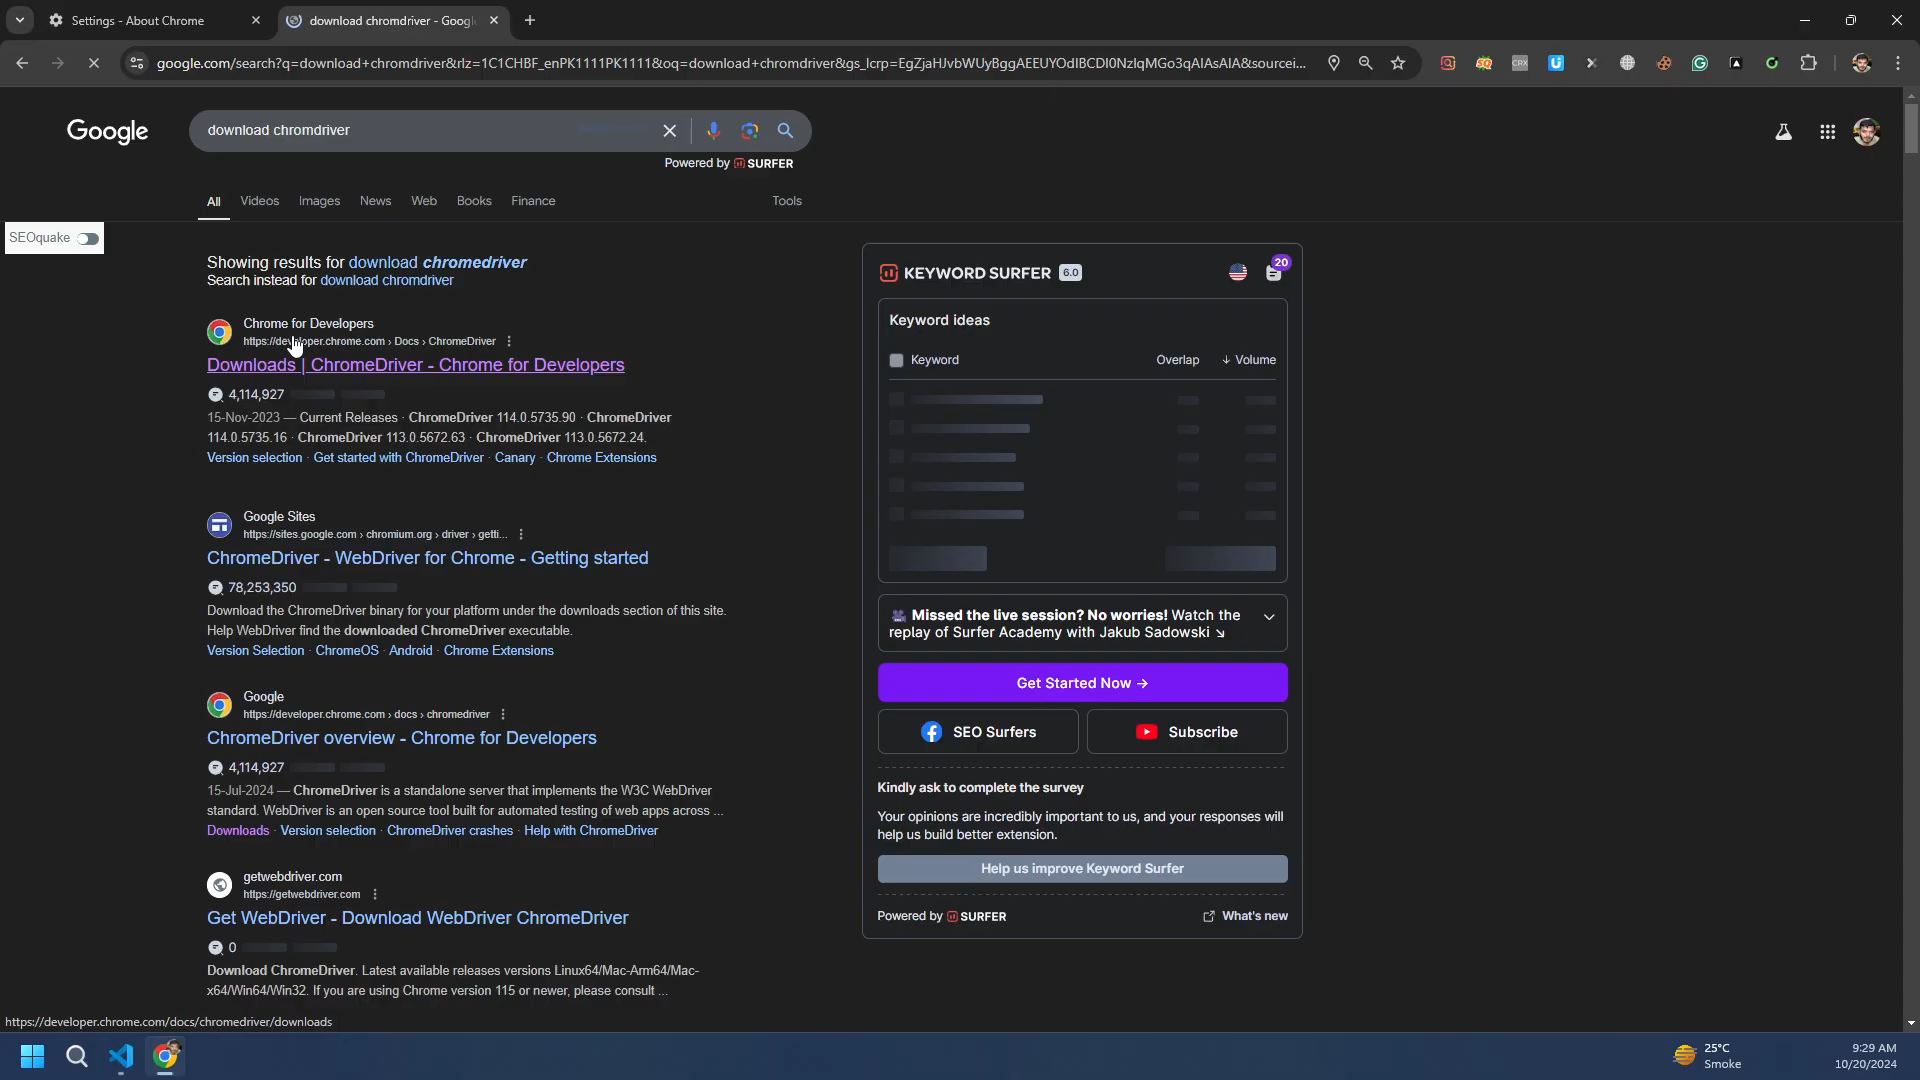 Settings - About Chrome
download chromdriver - Googl
google.com/search?q=download+chromdriver&rlz=1C1CHBF_enPK1111PK1111&oq=download+chromdriver&gs_lcrp=EgZjaHJvbWUyBggAEEUYOdIBCDI0NzlqMGo3qAIAsAIA&sourcei...
Google
download chromdriver
Powered by SURFER
All
Videos
Images
News
Web
Books
Finance
Tools
SEOquake
Showing results for download chromedriver
Search instead for download chromdriver
Chrome for Developers
https://developer.chrome.com › Docs › ChromeDriver
Downloads | ChromeDriver - Chrome for Developers
4,114,927
15-Nov-2023 — Current Releases · ChromeDriver 114.0.5735.90 · ChromeDriver
114.0.5735.16 · ChromeDriver 113.0.5672.63 · ChromeDriver 113.0.5672.24.
Version selection · Get started with ChromeDriver · Canary · Chrome Extensions
Google Sites
https://sites.google.com › chromium.org › driver › getti...
ChromeDriver - WebDriver for Chrome - Getting started
78,253,350
Download the ChromeDriver binary for your platform under the downloads section of this site.
Help WebDriver find the downloaded ChromeDriver executable.
Version Selection · ChromeOS · Android · Chrome Extensions
Google
https://developer.chrome.com › docs › chromedriver
ChromeDriver overview - Chrome for Developers
4,114,927
15-Jul-2024 — ChromeDriver is a standalone server that implements the W3C WebDriver
standard. WebDriver is an open source tool built for automated testing of web apps across ...
Downloads · Version selection · ChromeDriver crashes · Help with ChromeDriver
getwebdriver.com
https://getwebdriver.com
Get WebDriver - Download WebDriver ChromeDriver
0
Download ChromeDriver. Latest available releases versions Linux64/Mac-Arm64/Mac-
x64/Win64/Win32. If you are using Chrome version 115 or newer, please consult ...
KEYWORD SURFER 6.0
20
Keyword ideas
Keyword
Overlap
↓ Volume
Missed the live session? No worries! Watch the
replay of Surfer Academy with Jakub Sadowski ↘
Get Started Now →
SEO Surfers
Subscribe
Kindly ask to complete the survey
Your opinions are incredibly important to us, and your responses will
help us build better extension.
Help us improve Keyword Surfer
Powered by SURFER
What's new
https://developer.chrome.com/docs/chromedriver/downloads
25°C
Smoke
9:29 AM
10/20/2024